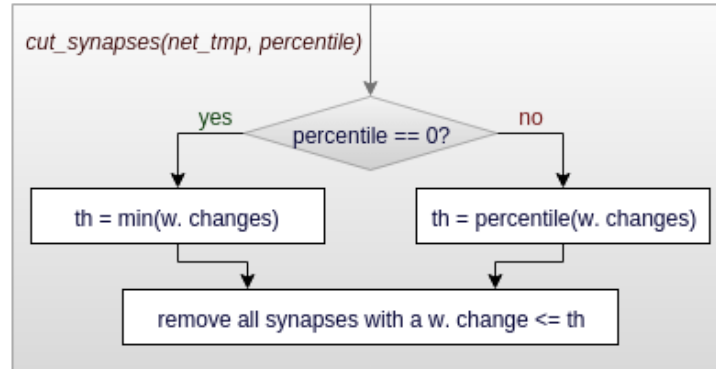 cut_synapses(net_tmp, percentile)
yes
percentile == 0?
no
th = min(w. changes)
th = percentile(w. changes)
remove all synapses with a w. change <= th